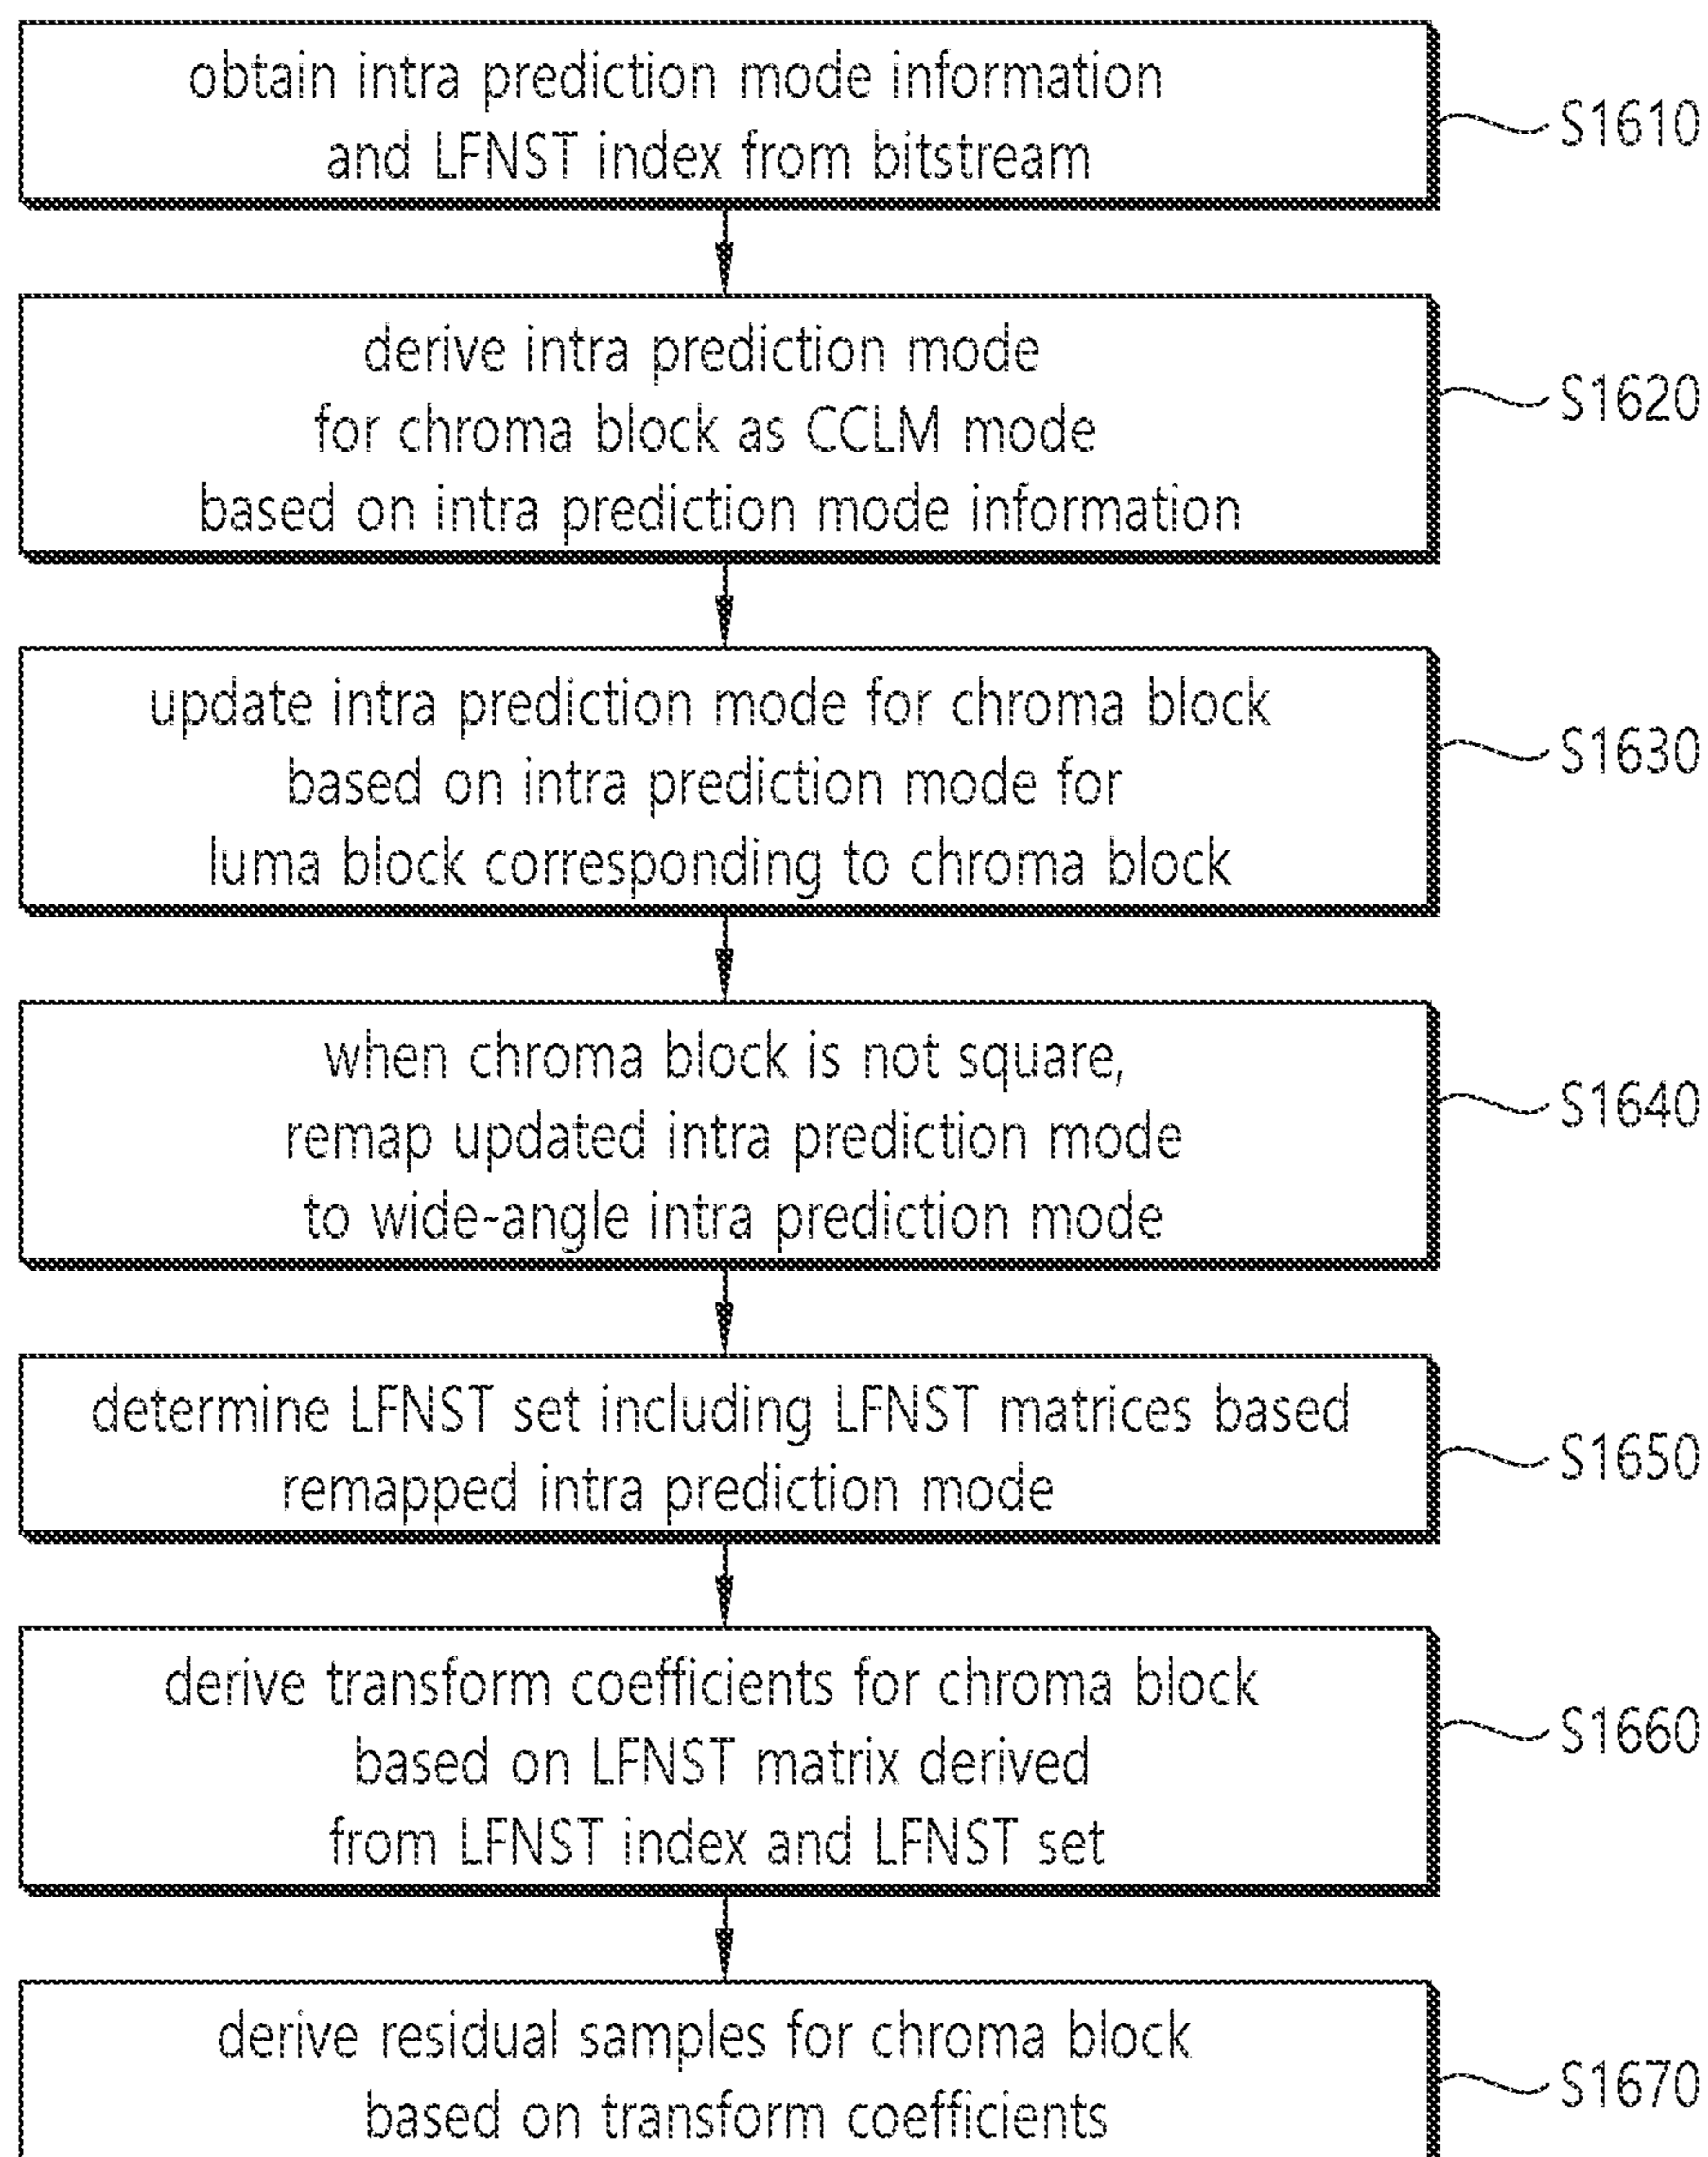 obtain intra prediction mode information
and LFNST index from bitstream
S1610
derive intra prediction mode
for chroma block as CCLM mode
based on intra prediction mode information
S1620
update intra prediction mode for chroma block
based on intra prediction mode for
luma block corresponding to chroma block
S1630
when chroma block is not square,
remap updated intra prediction mode
to wide-angle intra prediction mode
S1640
determine LFNST set including LFNST matrices based
remapped intra prediction mode
S1650
derive transform coefficients for chroma block
based on LFNST matrix derived
from LFNST index and LFNST set
S1660
derive residual samples for chroma block
based on transform coefficients
S1670